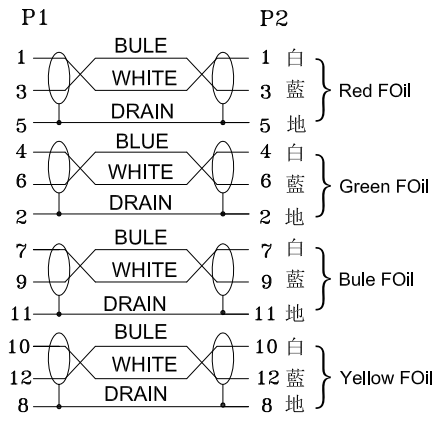 P1 P2
BULE
1 1 白
WHITE
3 3 藍 Red FOil
DRAIN
5 5 地
BLUE
4 4 白
WHITE
6 6 藍 Green FOil
DRAIN
2 2 地
BULE
7 7 白
WHITE
9 9 藍 Bule FOil
DRAIN
11 11 地
BULE
10 10 白
WHITE
12 12 藍 Yellow FOil
DRAIN
8 8 地